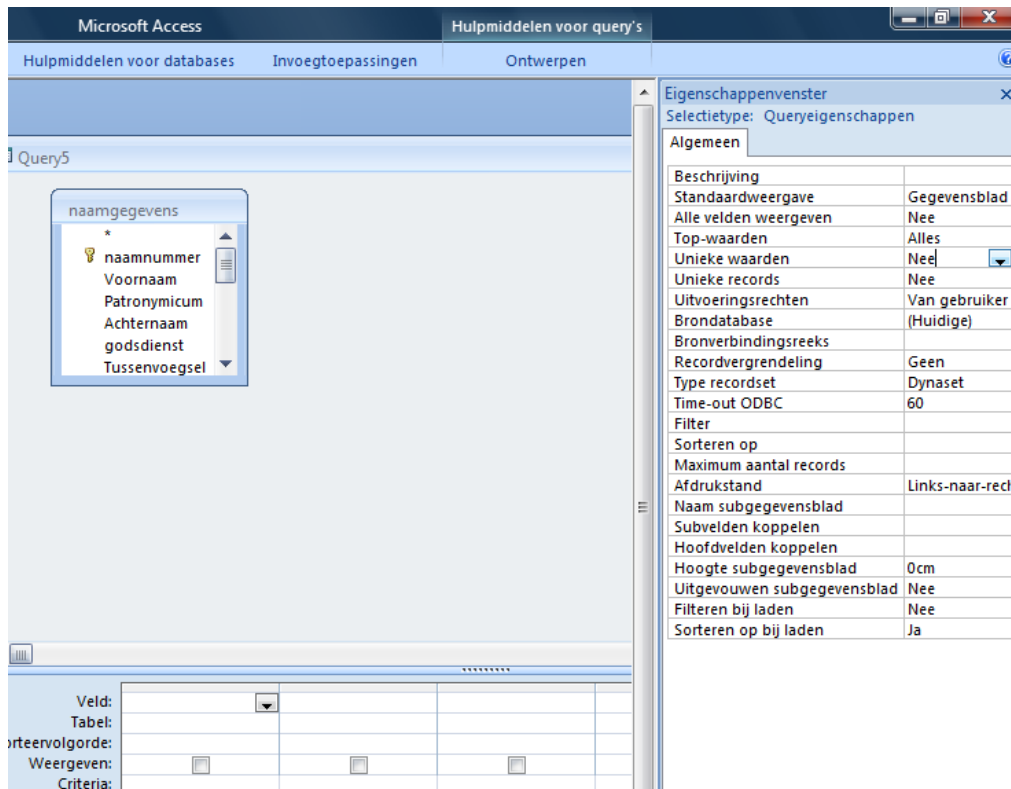 Microsoft Access Hulpmiddelen voor query's
Hulpmiddelen voor databases Invoegtoepassingen Ontwerpen
Query5
naamgegevens
*
naamnummer
Voornaam
Patronymicum
Achternaam
godsdienst
Tussenvoegsel
Eigenschappenvenster
Selectietype: Queryeigenschappen
Algemeen
Beschrijving
Standaardweergave Gegevensblad
Alle velden weergeven Nee
Top-waarden Alles
Unieke waarden Nee
Unieke records Nee
Uitvoeringsrechten Van gebruiker
Brondatabase (Huidige)
Bronverbindingsreeks
Recordvergrendeling Geen
Type recordset Dynaset
Time-out ODBC 60
Filter
Sorteren op
Maximum aantal records
Afdrukstand Links-naar-rech
Naam subgegevensblad
Subvelden koppelen
Hoofdvelden koppelen
Hoogte subgegevensblad 0cm
Uitgevouwen subgegevensblad Nee
Filteren bij laden Nee
Sorteren op bij laden Ja
Veld:
Tabel:
orteervolgorde:
Weergeven:
Criteria: